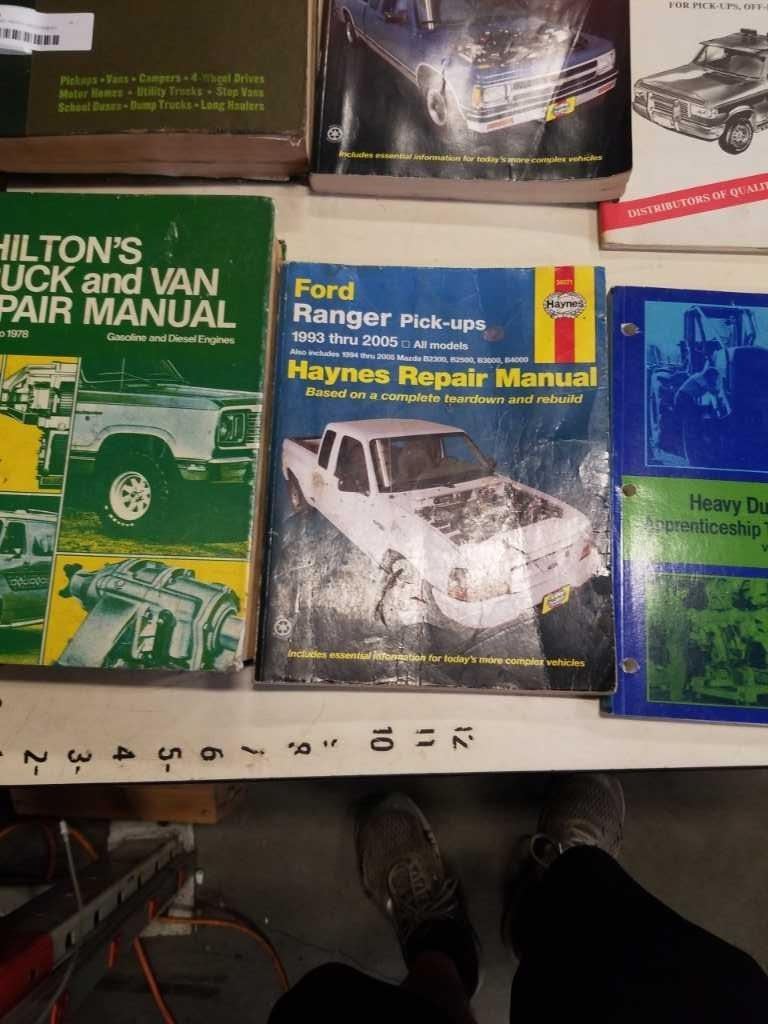 Pickups • Vans • Campers • 4-Wheel Drives
Motor Homes • Utility Trucks • Step Vans
School Buses • Dump Trucks • Long Haulers
Includes essential information for today's more complex vehicles
FOR PICK-UPS, OFF-
DISTRIBUTORS OF QUALIT
HILTON'S
UCK and VAN
PAIR MANUAL
o 1978
Gasoline and Diesel Engines
Ford
Ranger Pick-ups
1993 thru 2005 □ All models
Also includes 1994 thru 2005 Mazda B2300, B2500, B3000, B4000
Haynes Repair Manual
Based on a complete teardown and rebuild
36071
Haynes
Includes essential information for today's more complex vehicles
Heavy Du
Apprenticeship T
2- 3- 4 5- 6 7 8 10 11 12